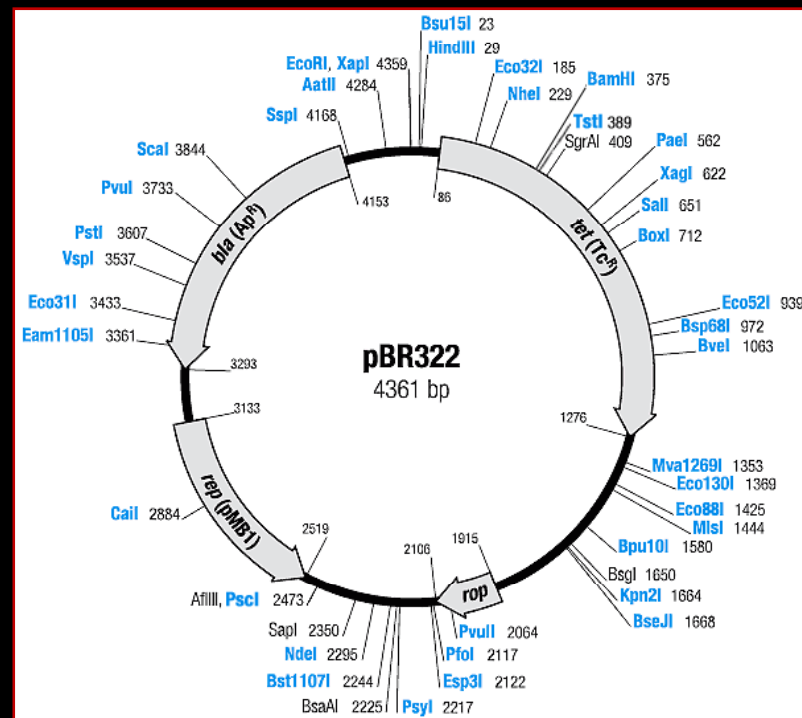 Bsu15I 23
HindIII 29
EcoRI, XapI 4359
AatII 4284
SspI 4168
Eco32I 185
NheI 229
BamHI 375
TstI 389
SgrAI 409
PaeI 562
XagI 622
SalI 651
BoxI 712
Eco52I 939
Bsp68I 972
BveI 1063
ScaI 3844
PvuI 3733
PstI 3607
VspI 3537
Eco31I 3433
Eam1105I 3361
4153
86
bla (ApR)
tet (TcR)
pBR322
4361 bp
3293
3133
1276
Mva1269I 1353
Eco130I 1369
Eco88I 1425
MlsI 1444
Bpu10I 1580
BsgI 1650
Kpn2I 1664
BseJI 1668
CaiI 2884
rep (pMB1)
2519
2106
1915
rop
AflIII, PscI 2473
SapI 2350
NdeI 2295
Bst1107I 2244
BsaAI 2225
PvuII 2064
PfoI 2117
Esp3I 2122
PsyI 2217